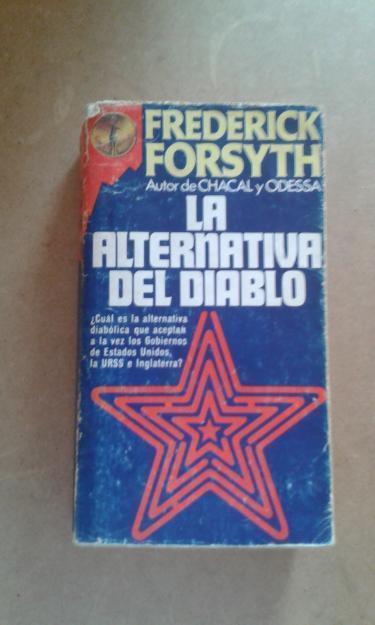 FREDERICK
FORSYTH
Autor de CHACAL y ODESSA
LA
ALTERNATIVA
DEL DIABLO
¿Cuál es la alternativa
diabólica que aceptan
a la vez los Gobiernos
de Estados Unidos,
la URSS e Inglaterra?